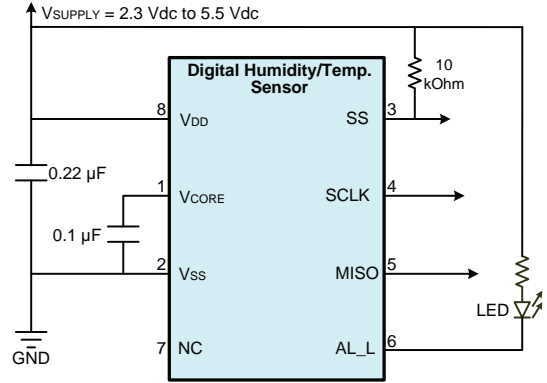 VSUPPLY = 2.3 Vdc to 5.5 Vdc
Digital Humidity/Temp.
Sensor
10
kOhm
8
VDD
SS
3
0.22 µF
1
VCORE
SCLK
4
0.1 µF
2
VSS
MISO
5
LED
GND
7
NC
AL_L
6